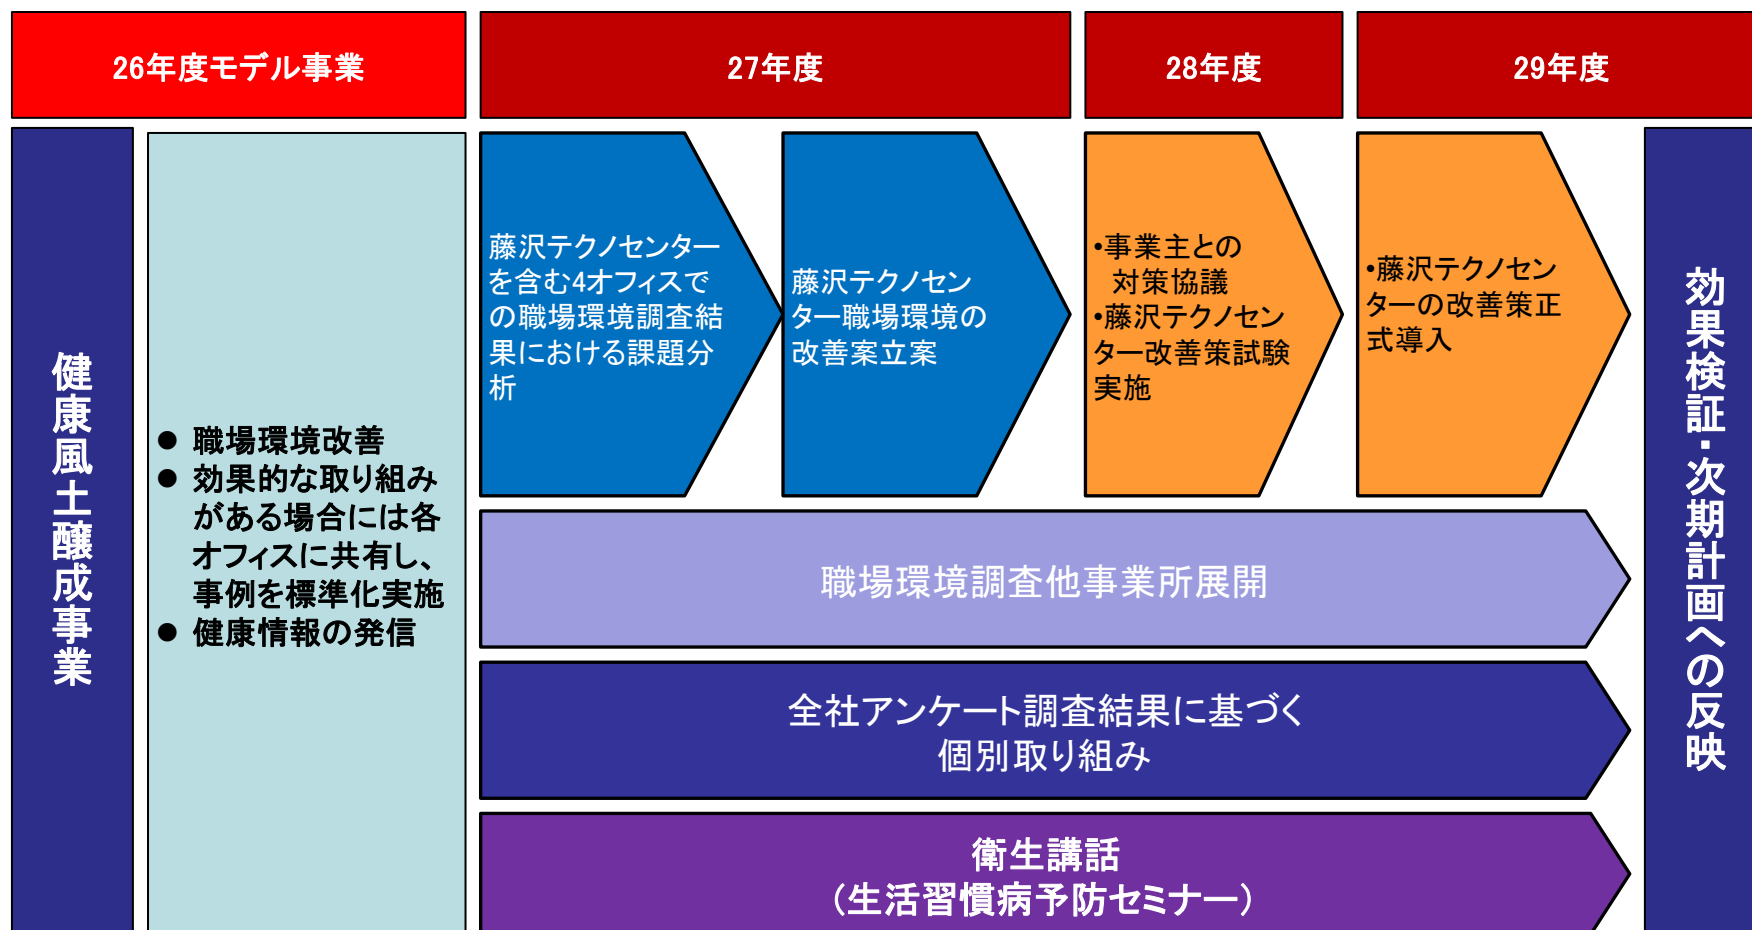 26年度モデル事業
27年度
28年度
29年度
健康風土醸成事業
● 職場環境改善
● 効果的な取り組み
がある場合には各
オフィスに共有し、
事例を標準化実施
● 健康情報の発信
藤沢テクノセンター
を含む4オフィスで
の職場環境調査結
果における課題分
析
藤沢テクノセン
ター職場環境の
改善案立案
•事業主との
対策協議
•藤沢テクノセン
ター改善策試験
実施
•藤沢テクノセン
ターの改善策正
式導入
職場環境調査他事業所展開
全社アンケート調査結果に基づく
個別取り組み
衛生講話
（生活習慣病予防セミナー）
効果検証・次期計画への反映